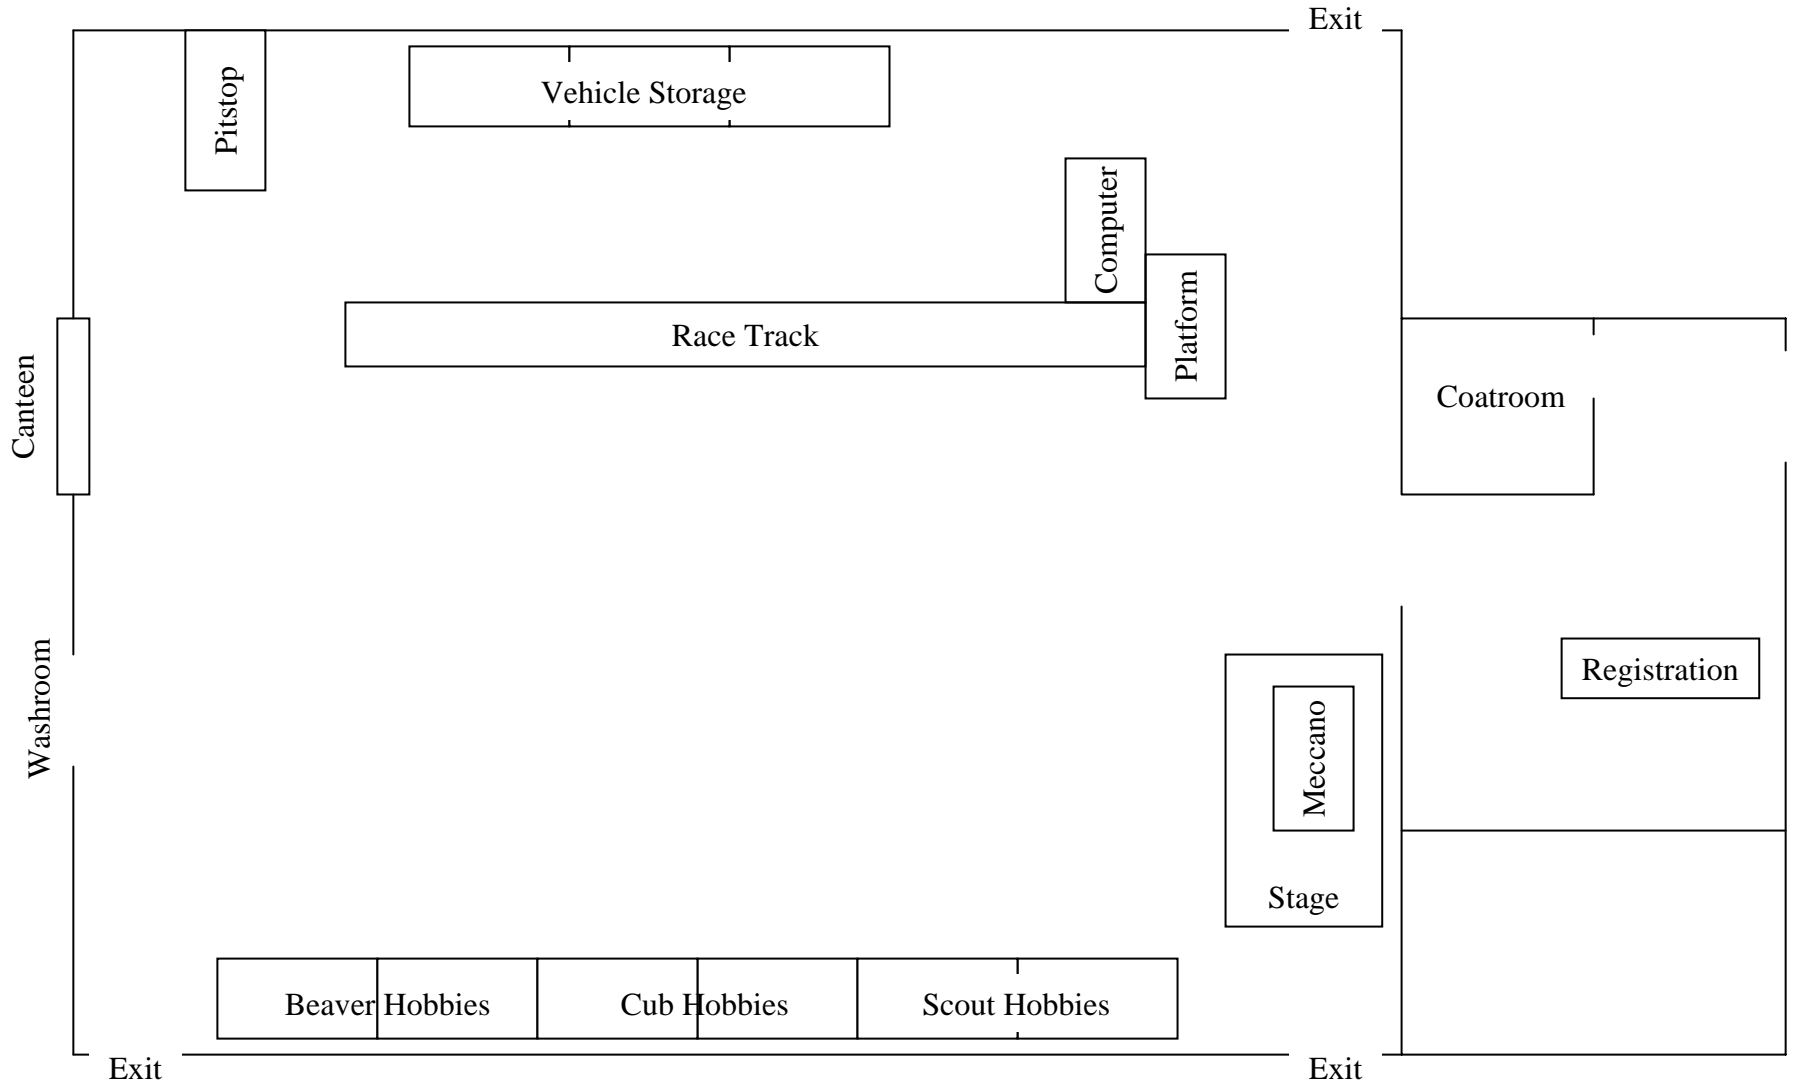 Exit
Pitstop
Vehicle Storage
Computer
Platform
Race Track
Canteen
Coatroom
Washroom
Registration
Meccano
Stage
Beaver Hobbies
Cub Hobbies
Scout Hobbies
Exit
Exit